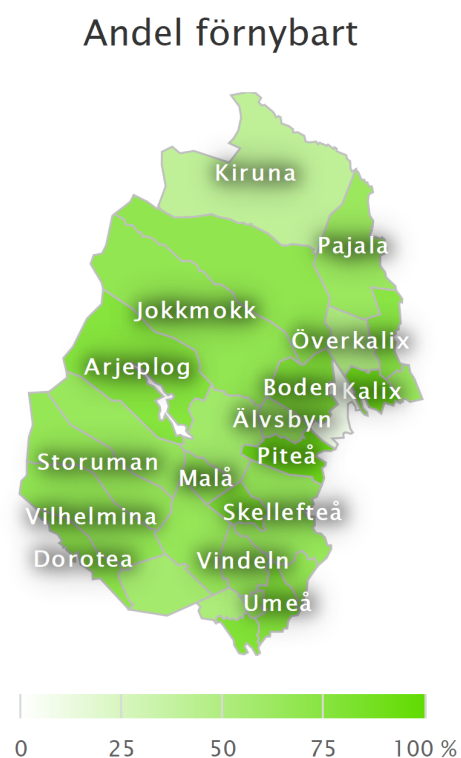 Andel förnybart
Kiruna
Pajala
Jokkmokk
Överkalix
Arjeplog
Boden
Kalix
Älvsbyn
Piteå
Storuman
Malå
Skellefteå
Vilhelmina
Dorotea
Vindeln
Umeå
0 25 50 75 100 %